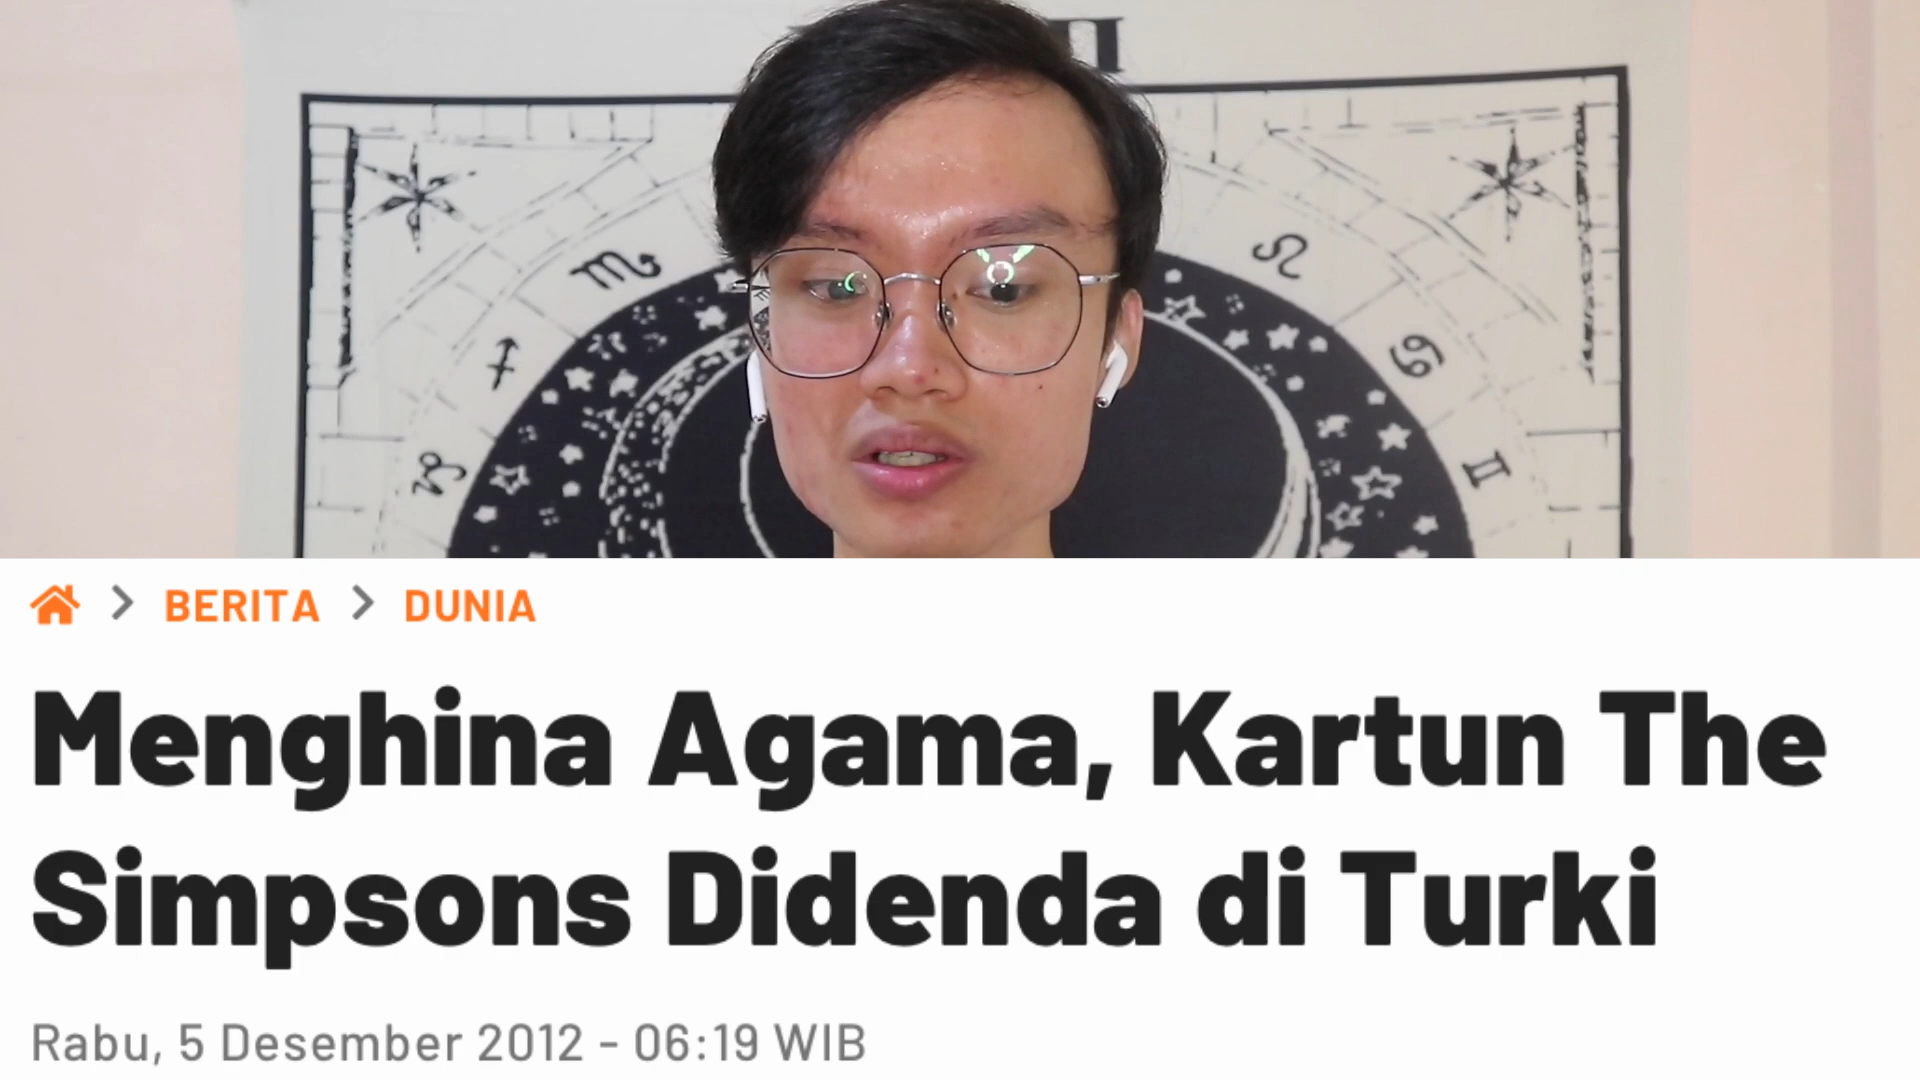 BERITA > DUNIA
Menghina Agama, Kartun The
Simpsons Didenda di Turki
Rabu, 5 Desember 2012 - 06:19 WIB